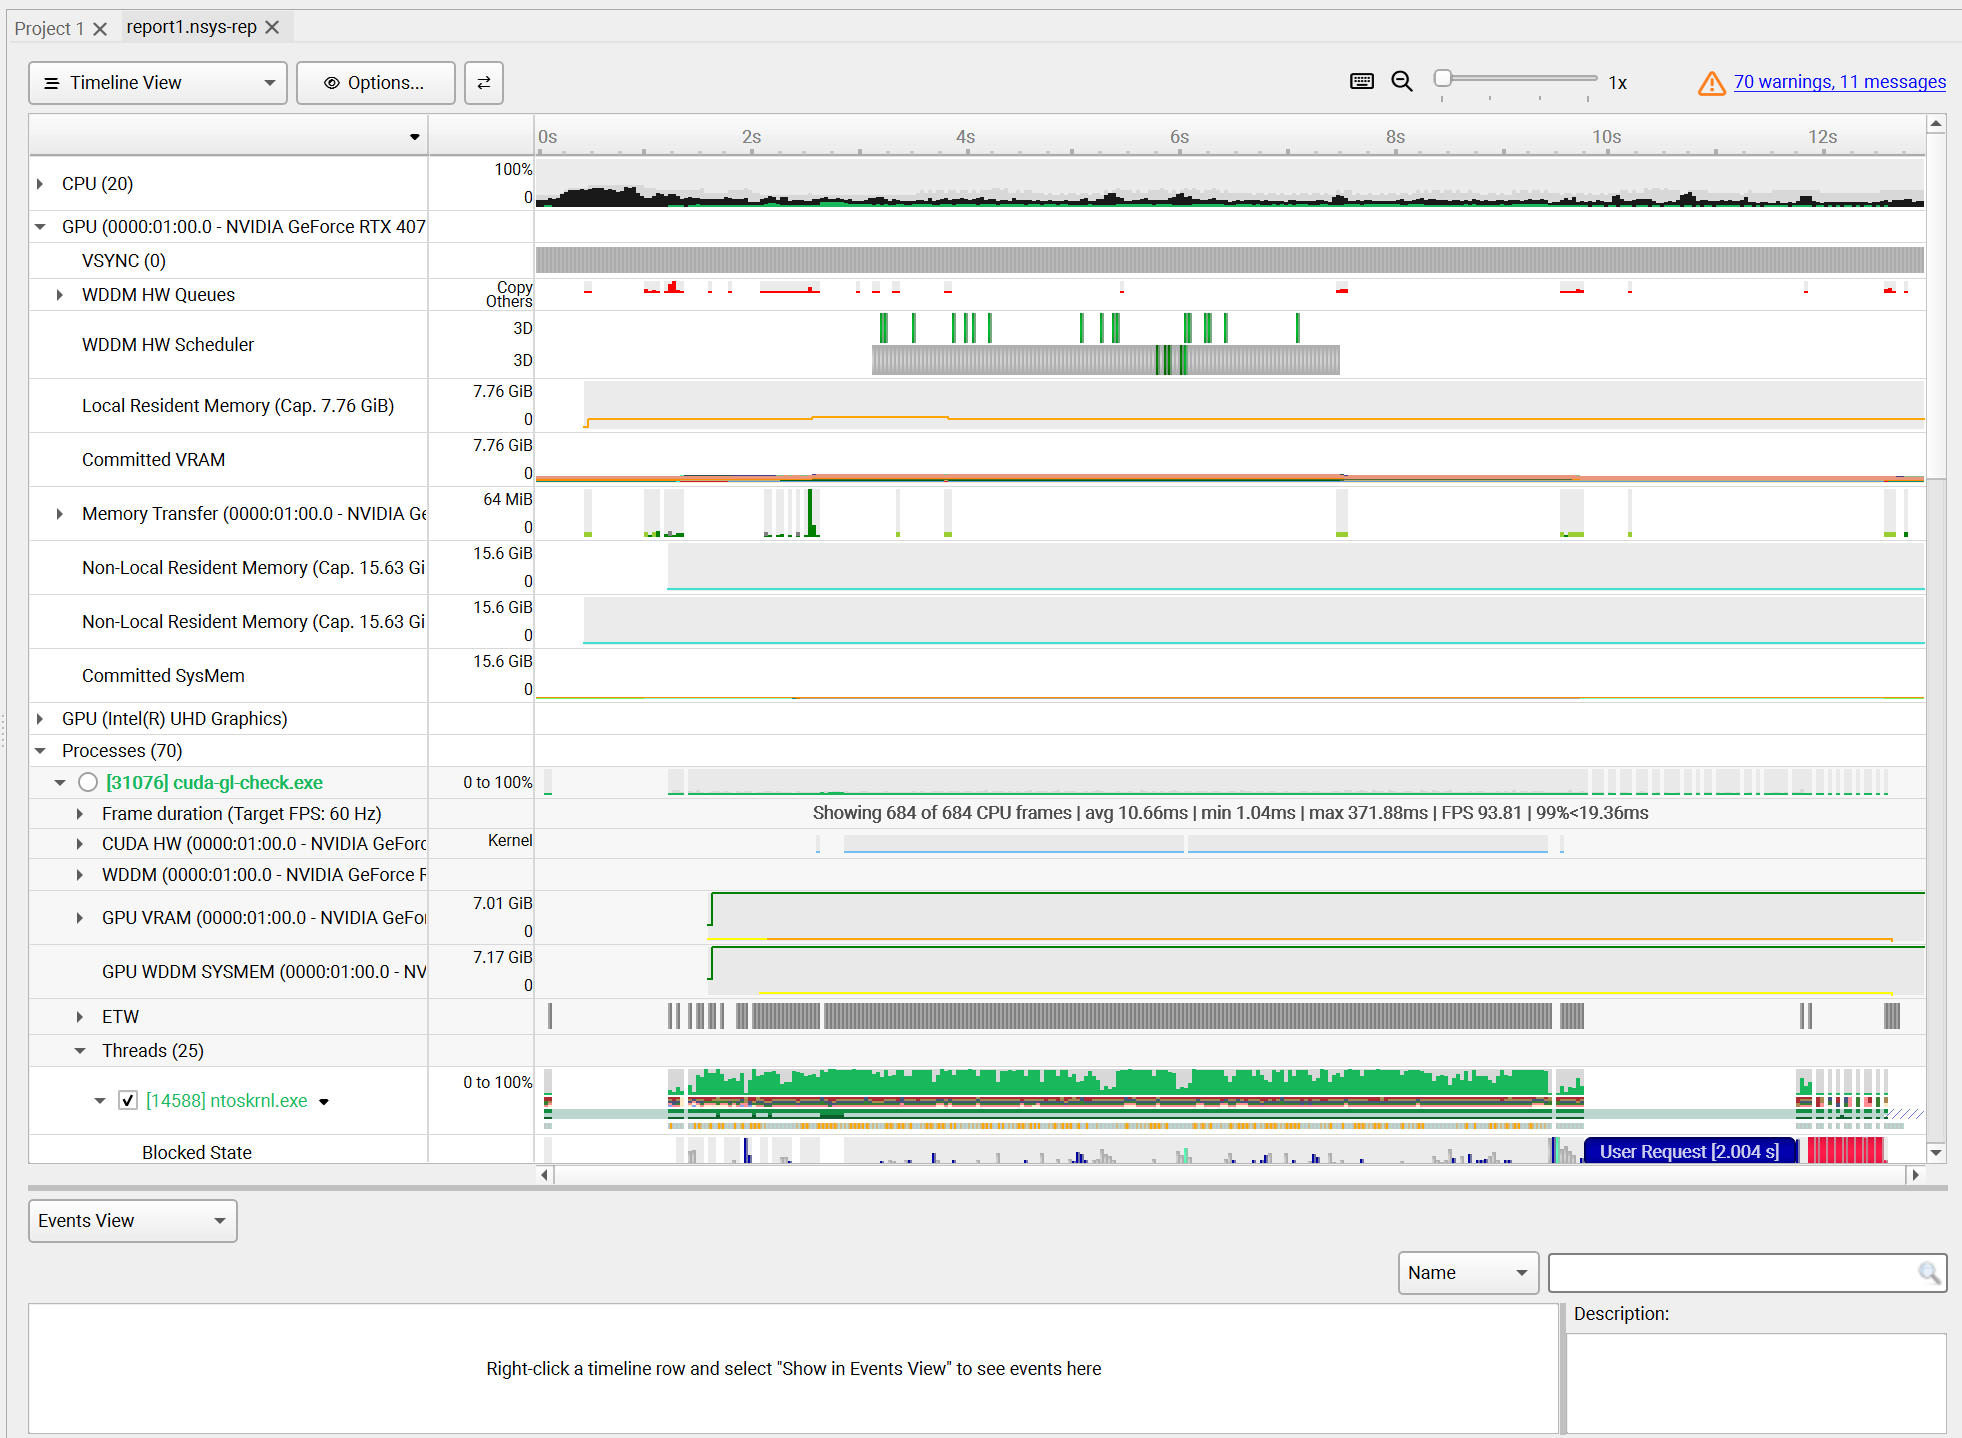 Project 1
report1.nsys-rep
Timeline View
Options...
1x
70 warnings, 11 messages
0s 2s 4s 6s 8s 10s 12s
CPU (20)
100%
0
GPU (0000:01:00.0 - NVIDIA GeForce RTX 407
VSYNC (0)
WDDM HW Queues
Copy
Others
WDDM HW Scheduler
3D
3D
Local Resident Memory (Cap. 7.76 GiB)
7.76 GiB
0
Committed VRAM
7.76 GiB
0
Memory Transfer (0000:01:00.0 - NVIDIA Ge
64 MiB
0
Non-Local Resident Memory (Cap. 15.63 Gi
15.6 GiB
0
Non-Local Resident Memory (Cap. 15.63 Gi
15.6 GiB
0
Committed SysMem
15.6 GiB
0
GPU (Intel(R) UHD Graphics)
Processes (70)
[31076] cuda-gl-check.exe
0 to 100%
Frame duration (Target FPS: 60 Hz)
Showing 684 of 684 CPU frames | avg 10.66ms | min 1.04ms | max 371.88ms | FPS 93.81 | 99%<19.36ms
CUDA HW (0000:01:00.0 - NVIDIA GeForc
Kernel
WDDM (0000:01:00.0 - NVIDIA GeForce F
GPU VRAM (0000:01:00.0 - NVIDIA GeFor
7.01 GiB
0
GPU WDDM SYSMEM (0000:01:00.0 - NV
7.17 GiB
0
ETW
Threads (25)
[14588] ntoskrnl.exe
0 to 100%
Blocked State
User Request [2.004 s]
Events View
Name
Description:
Right-click a timeline row and select "Show in Events View" to see events here